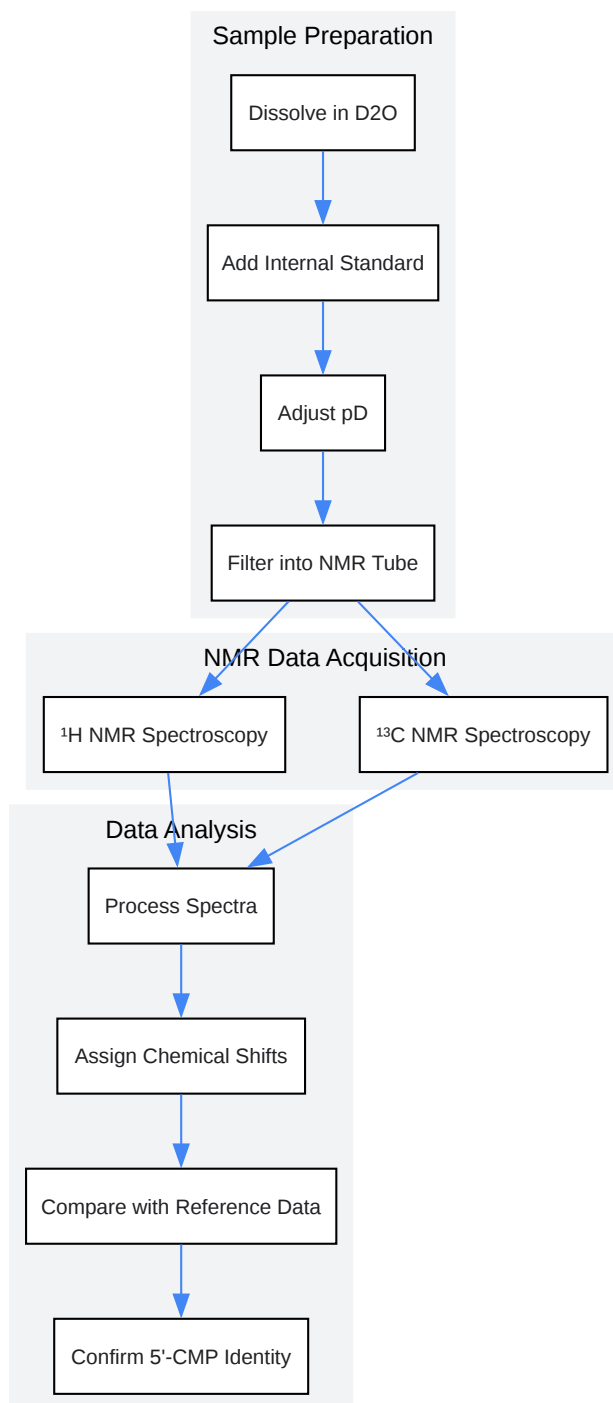 Sample Preparation
Dissolve in D2O
Add Internal Standard
Adjust pD
Filter into NMR Tube
NMR Data Acquisition
¹H NMR Spectroscopy
¹³C NMR Spectroscopy
Data Analysis
Process Spectra
Assign Chemical Shifts
Compare with Reference Data
Confirm 5'-CMP Identity